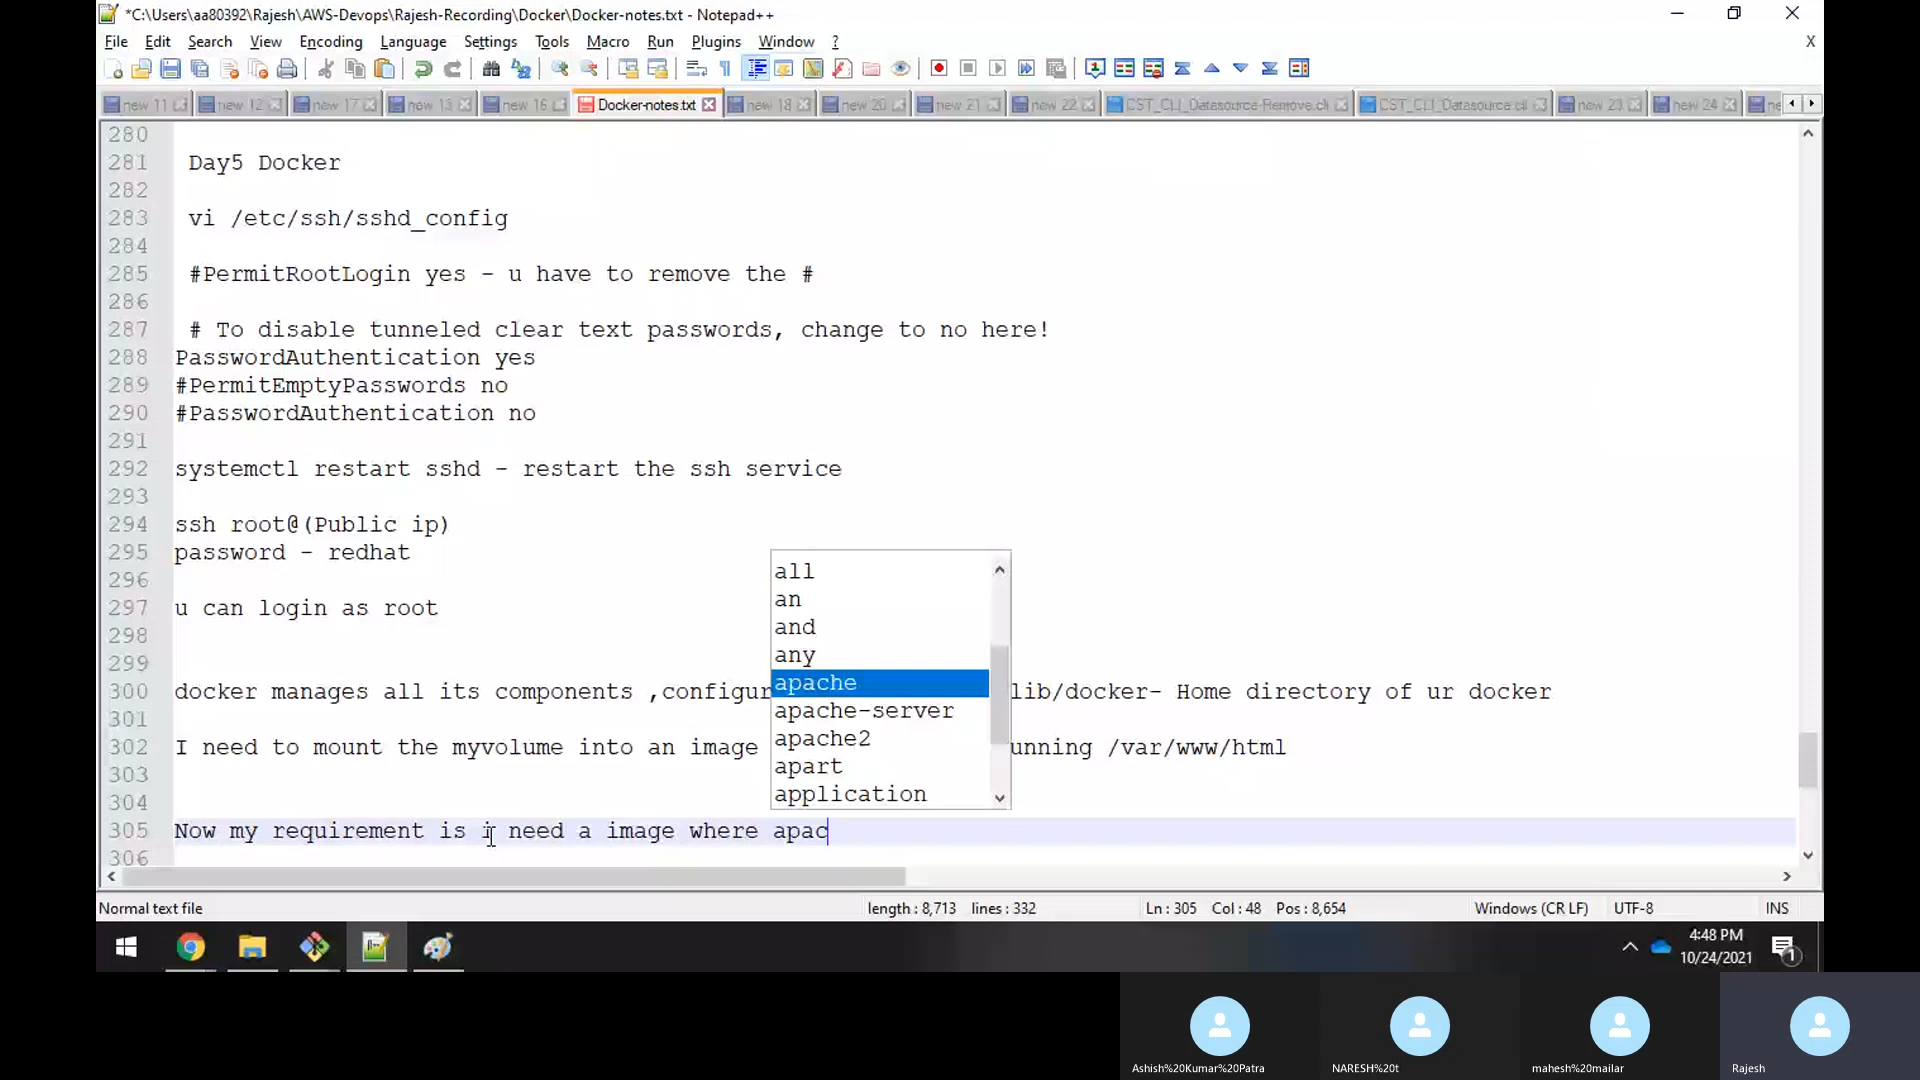 *C:\Users\aa80392\Rajesh\AWS-Devops\Rajesh-Recording\Docker\Docker-notes.txt - Notepad++
File Edit Search View Encoding Language Settings Tools Macro Run Plugins Window ? X
new 11 new 12 new 17 new 13 new 16 Docker-notes.txt new 18 new 20 new 21 new 22 CST_CLI_Datasource-Remove.cli CST_CLI_Datasource.cli new 23 new 24
280
281 Day5 Docker
282
283 vi /etc/ssh/sshd_config
284
285 #PermitRootLogin yes - u have to remove the #
286
287 # To disable tunneled clear text passwords, change to no here!
288 PasswordAuthentication yes
289 #PermitEmptyPasswords no
290 #PasswordAuthentication no
291
292 systemctl restart sshd - restart the ssh service
293
294 ssh root@(Public ip)
295 password - redhat
296
297 u can login as root
298
299
300 docker manages all its components ,configur lib/docker- Home directory of ur docker
301
302 I need to mount the myvolume into an image unning /var/www/html
303
304
305 Now my requirement is i need a image where apac
306
all
an
and
any
apache
apache-server
apache2
apart
application
Normal text file length : 8,713 lines : 332 Ln : 305 Col : 48 Pos : 8,654 Windows (CR LF) UTF-8 INS
4:48 PM
10/24/2021
1
Ashish%20Kumar%20Patra NARESH%20t mahesh%20mailar Rajesh